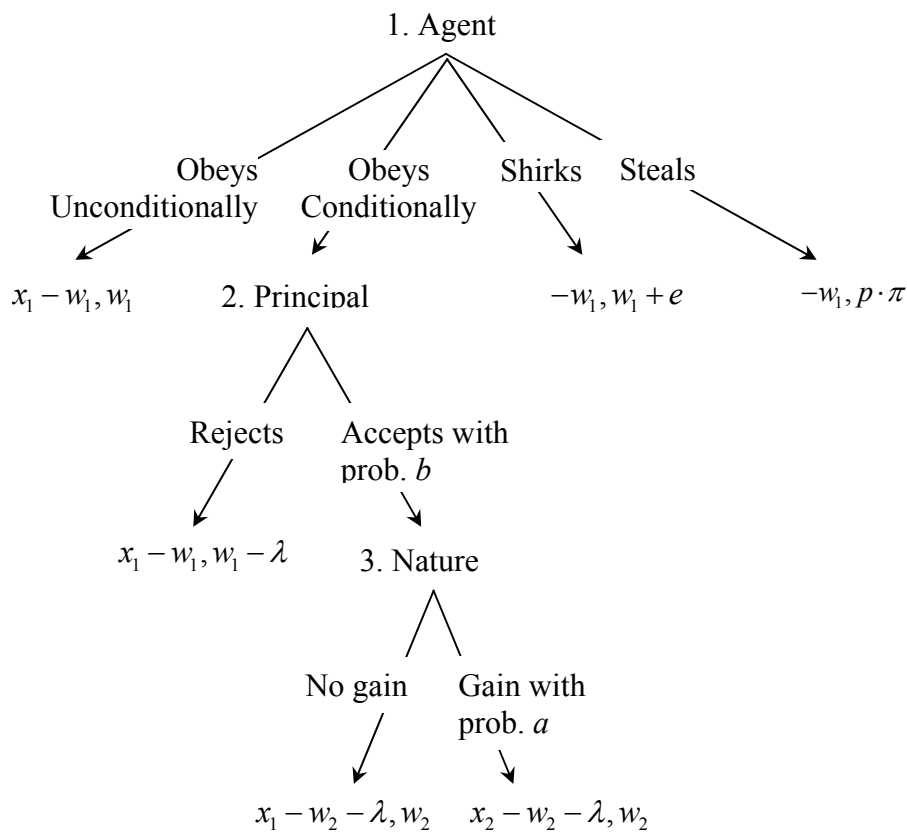 1. Agent
Obeys
Unconditionally
Obeys
Conditionally
Shirks
Steals
x₁ − w₁, w₁
2. Principal
−w₁, w₁ + e
−w₁, p · π
Rejects
Accepts with
prob. b
x₁ − w₁, w₁ − λ
3. Nature
No gain
Gain with
prob. a
x₁ − w₂ − λ, w₂
x₂ − w₂ − λ, w₂